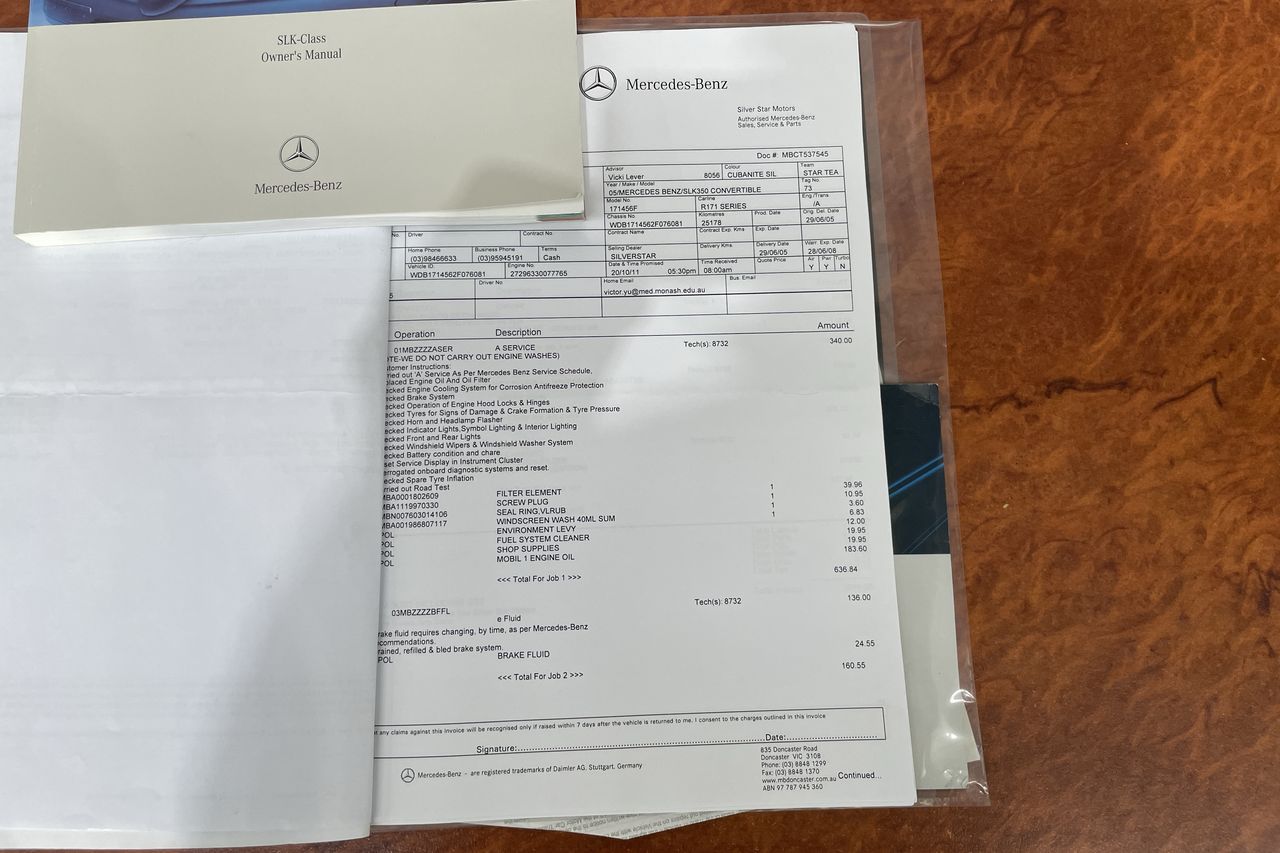 SLK-Class
Owner's Manual
Mercedes-Benz
Mercedes-Benz
Silver Star Motors
Authorised Mercedes-Benz
Sales, Service & Parts
Doc #: MBCT537545
Advisor
Vicki Lever 8056
Colour
CUBANITE SIL
Team
STAR TEA
Year / Make / Model
05/MERCEDES BENZ/SLK350 CONVERTIBLE
Tag No.
73
Model No.
171456F
Carline
R171 SERIES
Eng./Trans
/A
Chassis No
WDB1714562F076081
Kilometres
25178
Prod. Date
Orig. Del. Date
29/06/05
No. Driver Contract No.
Contract Name
Contract Exp. Kms
Exp. Date
Home Phone
(03)98466633
Business Phone
(03)95945191
Terms
Cash
Selling Dealer
SILVERSTAR
Delivery Kms
Delivery Date
29/06/05
Warr. Exp. Date
28/06/08
Vehicle ID.
WDB1714562F076081
Engine No.
27296330077765
Date & Time Promised
20/10/11 05:30pm
Time Received
08:00am
Quote Price
Air Pwr Turbo
Y Y N
Driver No
Home Email
victor.yu@med.monash.edu.au
Bus. Email
5
Operation Description Amount
01MBZZZZASER A SERVICE Tech(s): 8732 340.00
OTE-WE DO NOT CARRY OUT ENGINE WASHES)
stomer Instructions:
rried out 'A' Service As Per Mercedes Benz Service Schedule,
placed Engine Oil And Oil Filter
ecked Engine Cooling System for Corrosion Antifreeze Protection
ecked Brake System
ecked Operation of Engine Hood Locks & Hinges
ecked Tyres for Signs of Damage & Crake Formation & Tyre Pressure
ecked Horn and Headlamp Flasher
ecked Indicator Lights,Symbol Lighting & Interior Lighting
ecked Front and Rear Lights
ecked Windshield Wipers & Windshield Washer System
ecked Battery condition and chare
set Service Display in Instrument Cluster
errogated onboard diagnostic systems and reset.
ecked Spare Tyre Inflation
rried out Road Test
MBA0001802609 FILTER ELEMENT 1 39.96
MBA1119970330 SCREW PLUG 1 10.95
MBN007603014106 SEAL RING,VLRUB 1 3.60
MBA001986807117 WINDSCREEN WASH 40ML SUM 1 6.83
POL ENVIRONMENT LEVY 12.00
POL FUEL SYSTEM CLEANER 19.95
POL SHOP SUPPLIES 19.95
POL MOBIL 1 ENGINE OIL 183.60
<<< Total For Job 1 >>> 636.84
03MBZZZZBFFL e Fluid Tech(s): 8732 136.00
rake fluid requires changing, by time, as per Mercedes-Benz
commendations.
rained, refilled & bled brake system.
POL BRAKE FLUID 24.55
<<< Total For Job 2 >>> 160.55
t any claims against this invoice will be recognised only if raised within 7 days after the vehicle is returned to me. I consent to the charges outlined in this invoice
Signature:.......... Date:..........
Mercedes-Benz - are registered trademarks of Daimler AG, Stuttgart, Germany
835 Doncaster Road
Doncaster VIC 3108
Phone: (03) 8848 1299
Fax: (03) 8848 1370
www.mbdoncaster.com.au
ABN 97 787 945 360
Continued...